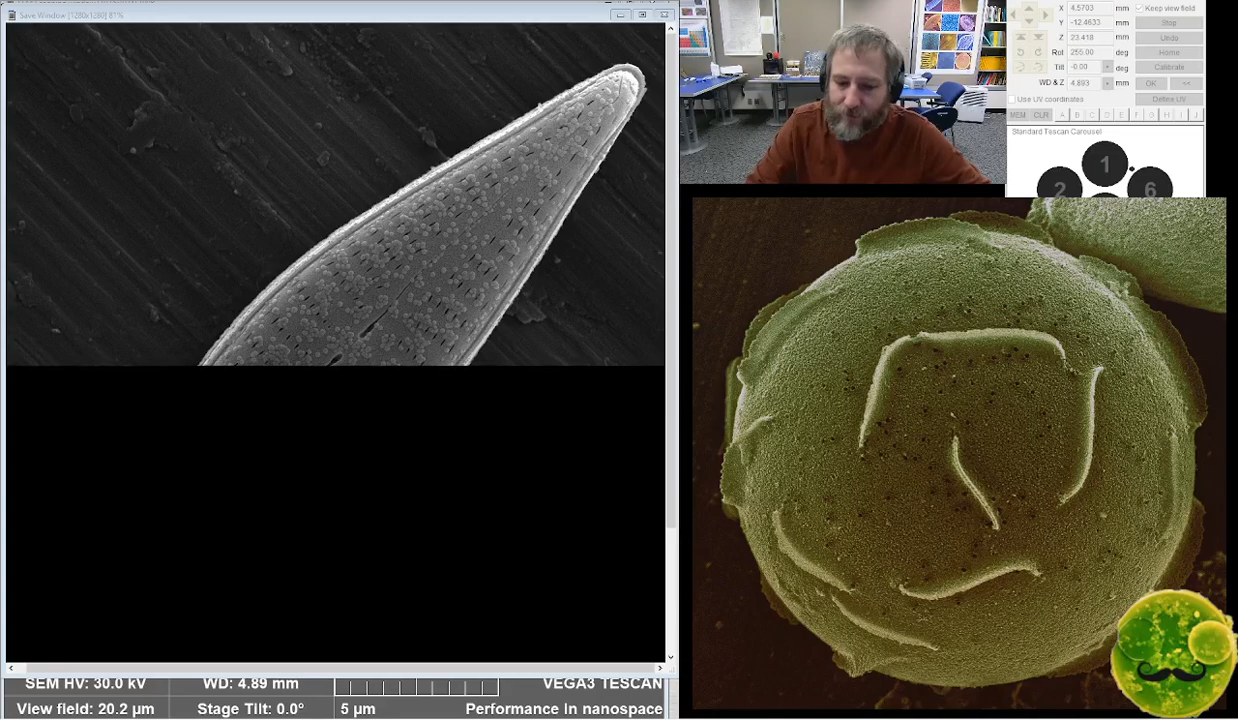 Save Window [1280x1280] 81%
SEM HV: 30.0 kV
WD: 4.89 mm
VEGA3 TESCAN
View field: 20.2 µm
Stage Tilt: 0.0°
5 µm
Performance in nanospace
X 4.5703 mm
Keep view field
Y -12.4633 mm
Stop
Z 23.418 mm
Undo
Rot 255.00 deg
Home
Tilt -0.00 deg
Calibrate
WD & Z 4.893 mm
OK <<
Use UV coordinates
Define UV
MEM CLR A B C D E F G H I J
Standard Tescan Carousel
1
2
6